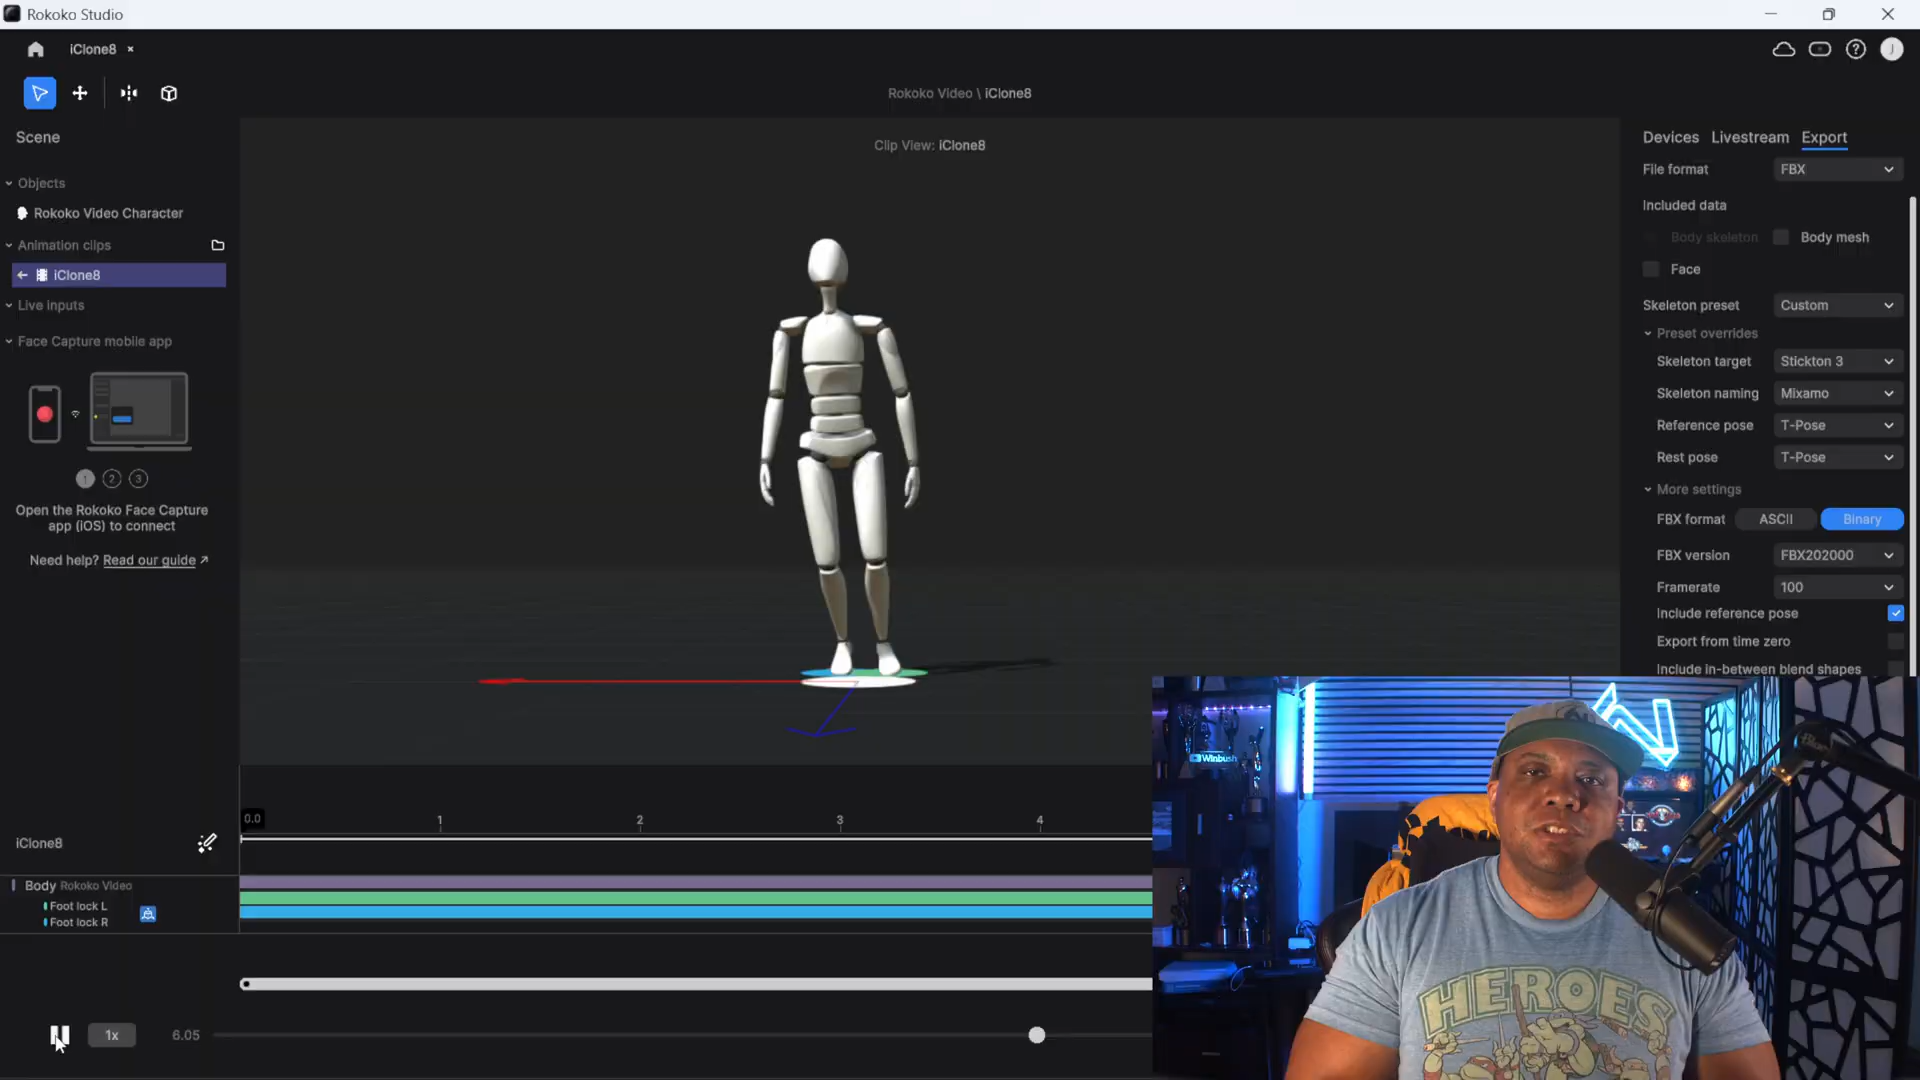 Rokoko Studio
iClone8
J
Rokoko Video \ iClone8
Scene
Clip View: iClone8
Devices Livestream Export
File format FBX
Objects
Included data
Rokoko Video Character
Body skeleton Body mesh
Animation clips
Face
iClone8
Live inputs
Skeleton preset Custom
Preset overrides
Face Capture mobile app
Skeleton target Stickton 3
Skeleton naming Mixamo
Reference pose T-Pose
Rest pose T-Pose
1 2 3
More settings
Open the Rokoko Face Capture
app (iOS) to connect
FBX format ASCII Binary
Need help? Read our guide
FBX version FBX202000
Framerate 100
Include reference pose
Export from time zero
Include in-between blend shapes
Winbush
Blue
0.0 1 2 3 4
iClone8
Body Rokoko Video
Foot lock L
Foot lock R
HEROES
1x 6.05